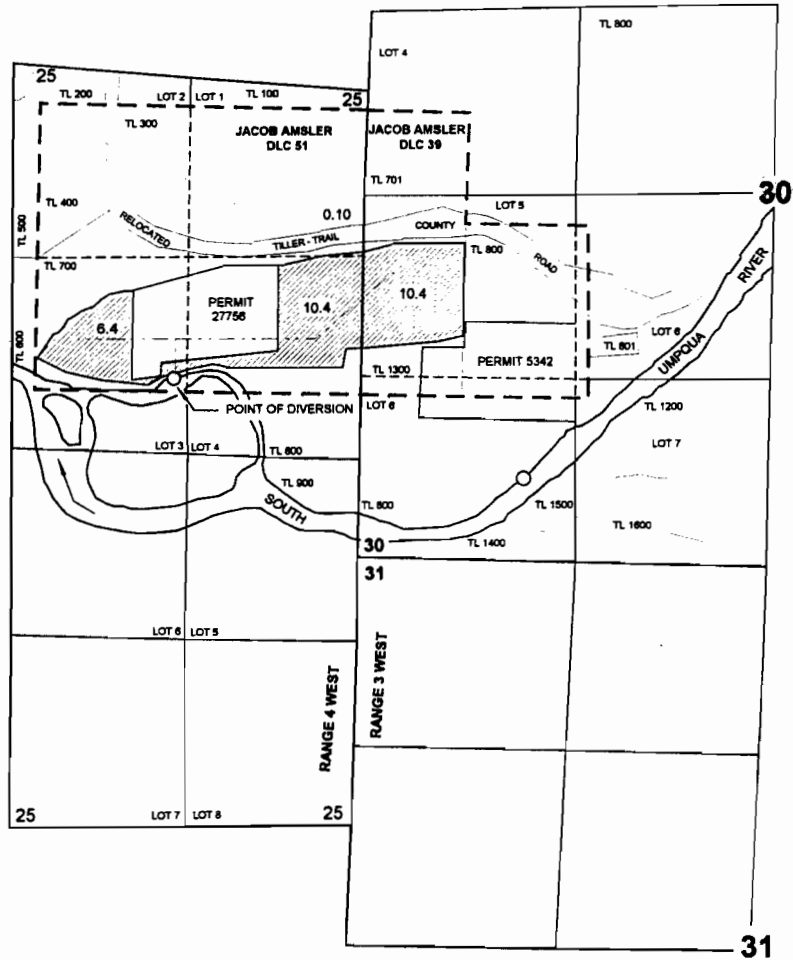 TL 800
LOT 4
25
TL 200
LOT 2
LOT 1
TL 100
25
TL 300
JACOB AMSLER
DLC 51
JACOB AMSLER
DLC 39
TL 701
30
TL 400
LOT 5
0.10
RELOCATED
TILLER - TRAIL
COUNTY
ROAD
TL 500
TL 700
TL 800
RIVER
PERMIT
27756
10.4
10.4
6.4
LOT 6
TL 801
UMPQUA
TL 600
PERMIT 5342
TL 1300
POINT OF DIVERSION
LOT 6
TL 1200
LOT 3
LOT 4
TL 800
LOT 7
TL 900
SOUTH
TL 800
TL 1500
TL 1600
TL 1400
30
31
LOT 6
LOT 5
RANGE 4 WEST
RANGE 3 WEST
25
LOT 7
LOT 8
25
31